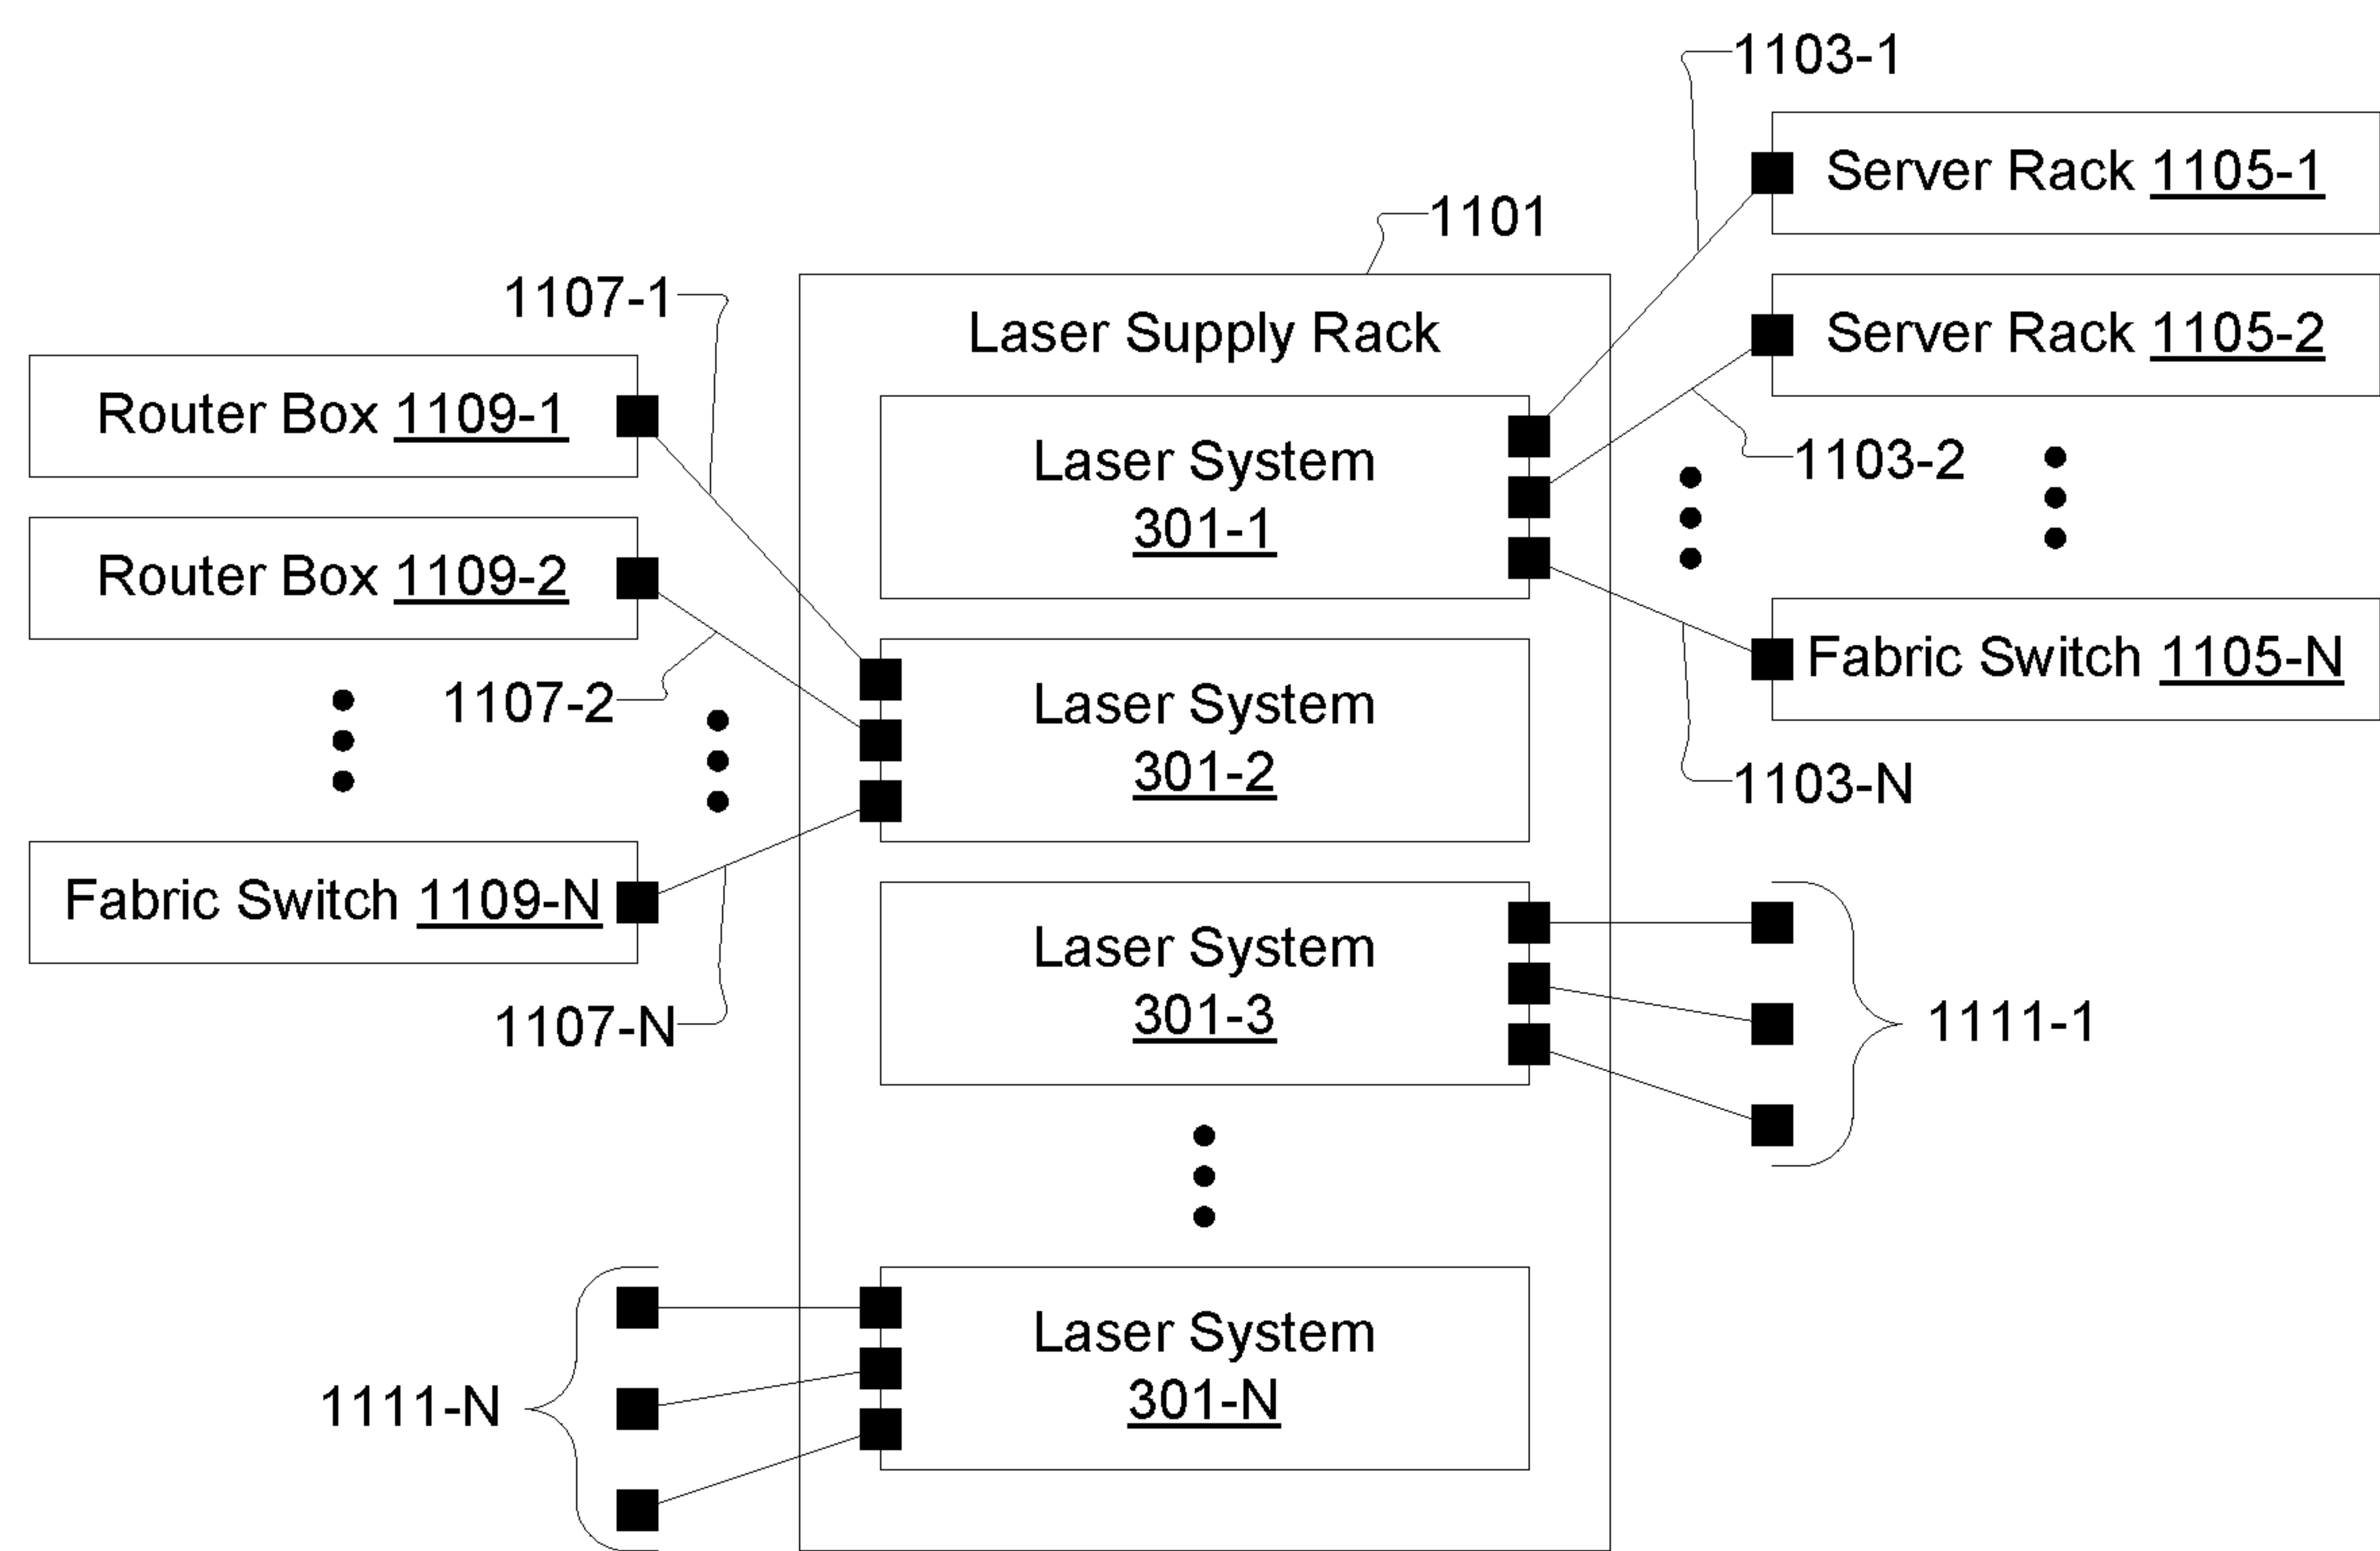 1103-1
Server Rack 1105-1
1101
1107-1
Laser Supply Rack
Server Rack 1105-2
Router Box 1109-1
Laser System
301-1
1103-2
Router Box 1109-2
1107-2
Laser System
301-2
Fabric Switch 1105-N
1103-N
Fabric Switch 1109-N
1107-N
Laser System
301-3
1111-1
Laser System
301-N
1111-N